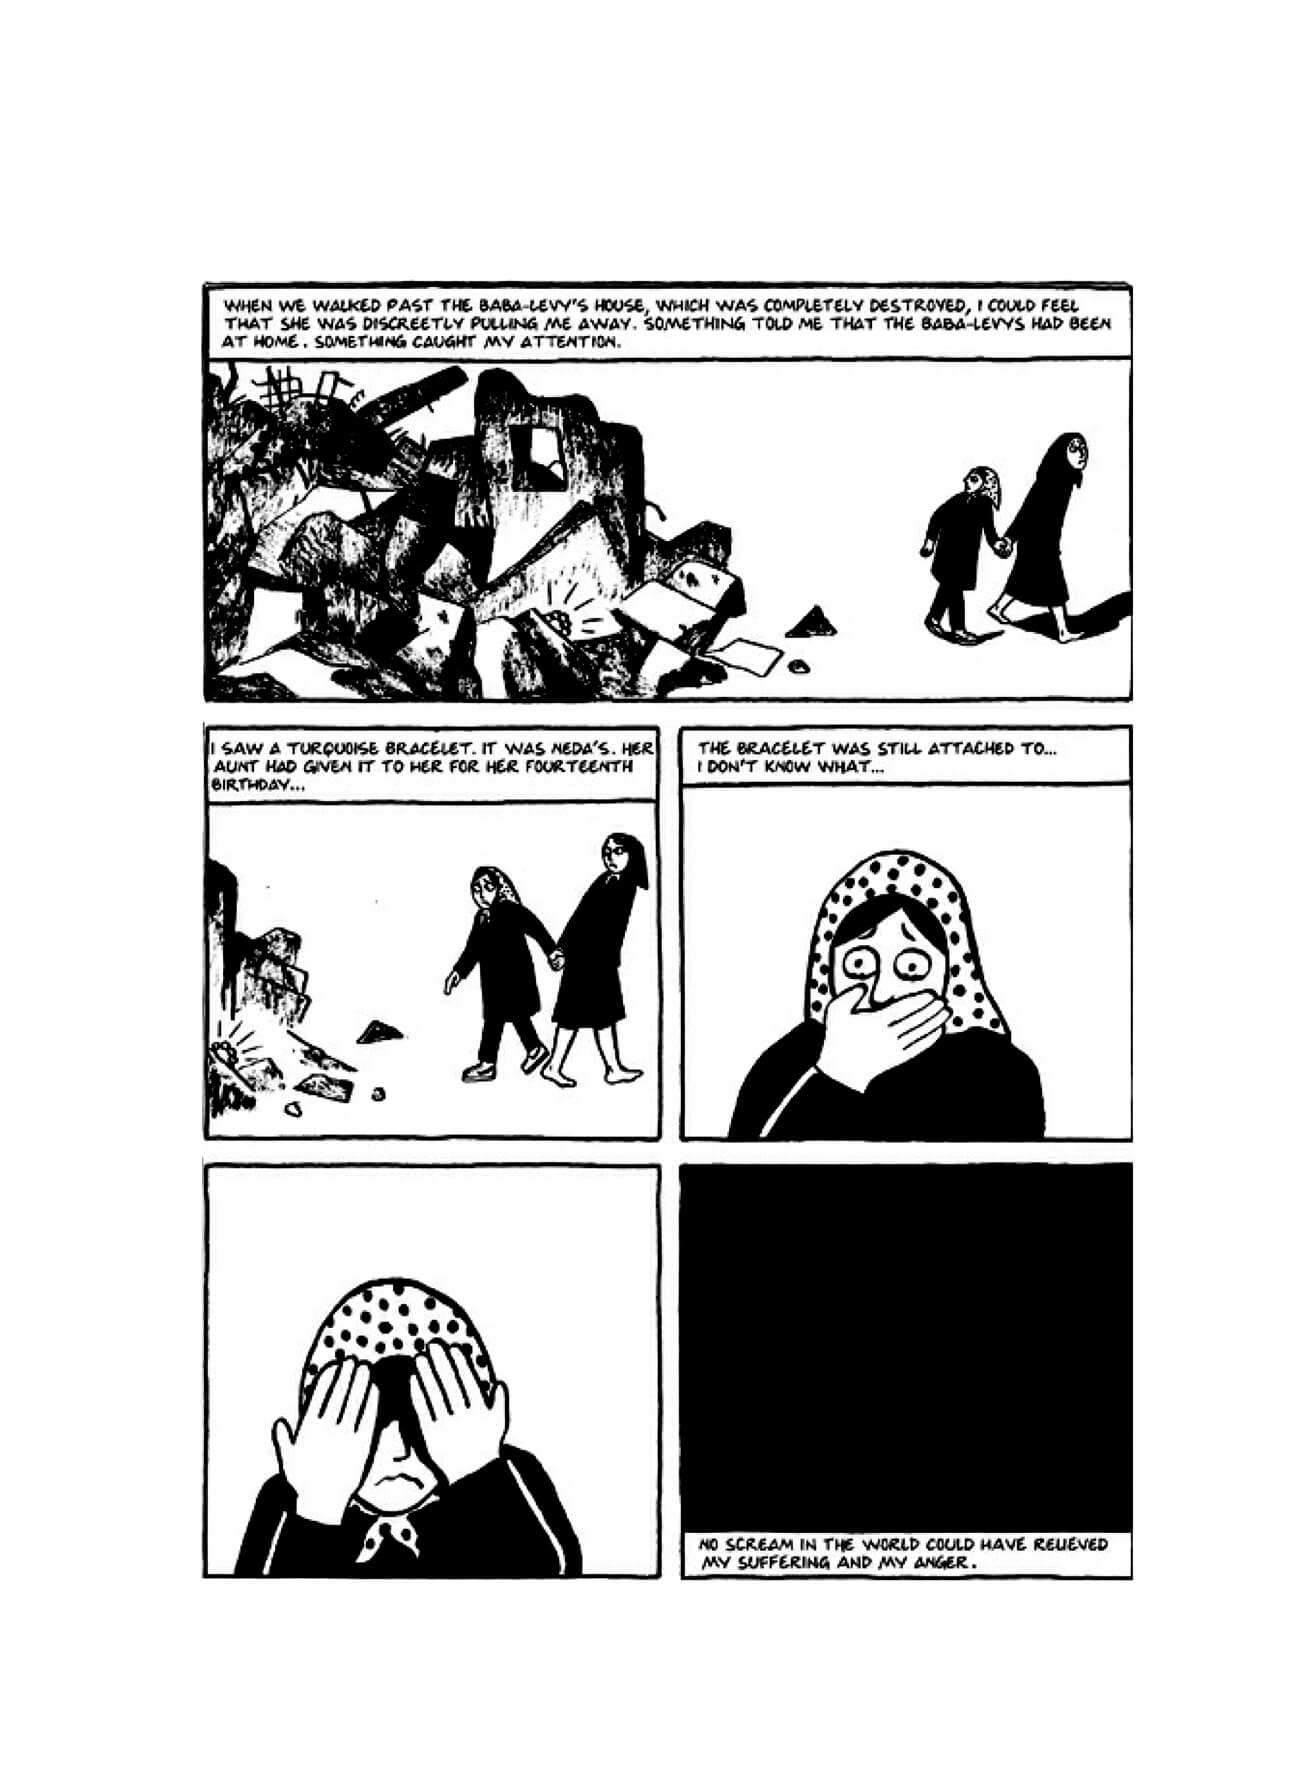 WHEN WE WALKED PAST THE BABA-LEVY'S HOUSE, WHICH WAS COMPLETELY DESTROYED, I COULD FEEL
THAT SHE WAS DISCREETLY PULLING ME AWAY. SOMETHING TOLD ME THAT THE BABA-LEVYS HAD BEEN
AT HOME. SOMETHING CAUGHT MY ATTENTION.
I SAW A TURQUOISE BRACELET. IT WAS NEDA'S. HER
AUNT HAD GIVEN IT TO HER FOR HER FOURTEENTH
BIRTHDAY...
THE BRACELET WAS STILL ATTACHED TO...
I DON'T KNOW WHAT...
NO SCREAM IN THE WORLD COULD HAVE RELIEVED
MY SUFFERING AND MY ANGER.